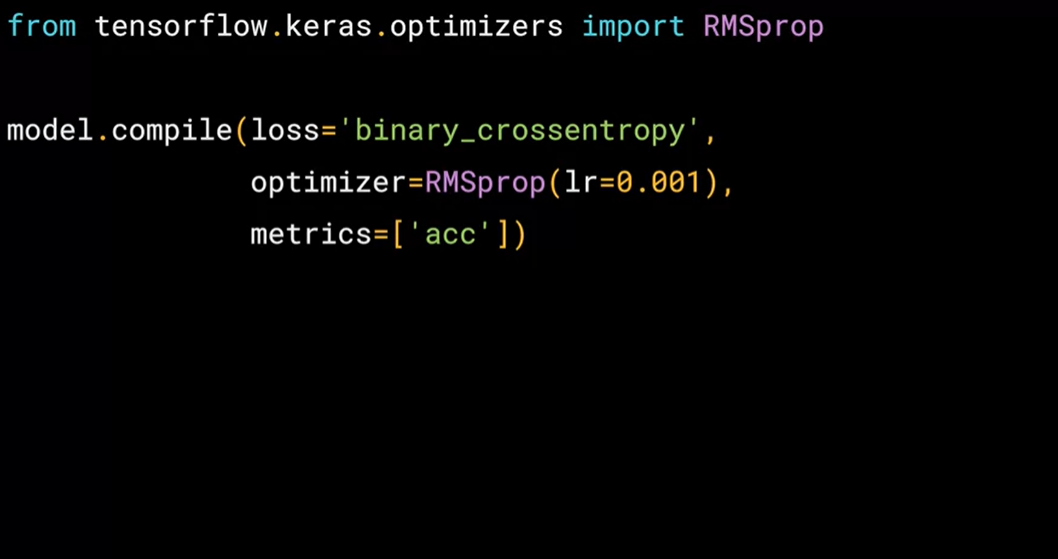 from tensorflow.keras.optimizers import RMSprop
model.compile(loss='binary_crossentropy',
optimizer=RMSprop(lr=0.001),
metrics=['acc'])